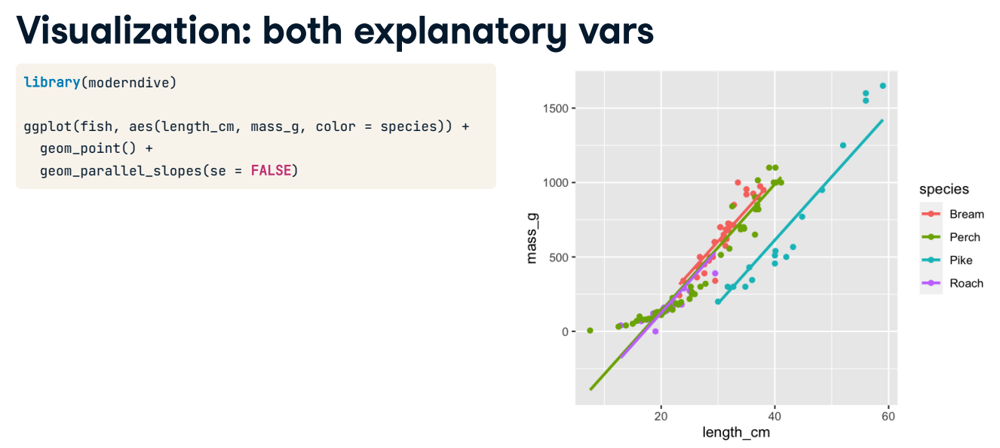 Visualization: both explanatory vars
library(moderndive)
ggplot(fish, aes(length_cm, mass_g, color = species)) +
  geom_point() +
  geom_parallel_slopes(se = FALSE)
1500
1000
500
0
mass_g
20 40 60
length_cm
species
Bream
Perch
Pike
Roach